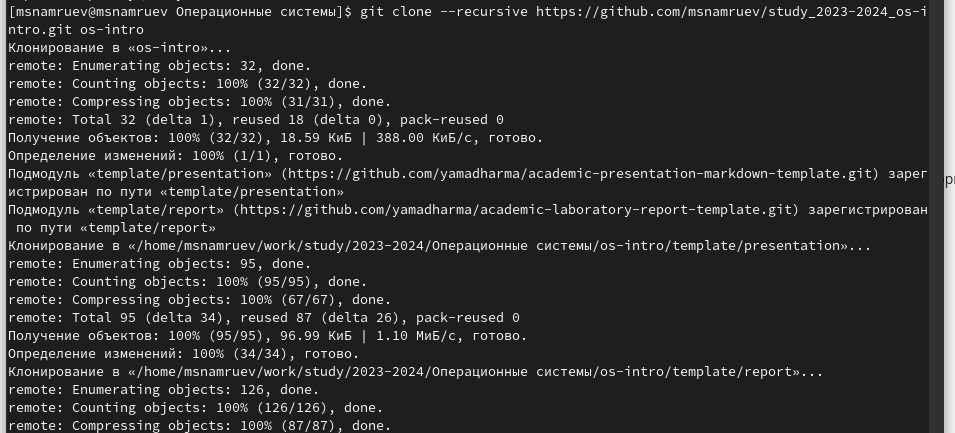 [msnamruev@msnamruev Операционные системы]$ git clone --recursive https://github.com/msnamruev/study_2023-2024_os-i
ntro.git os-intro
Клонирование в «os-intro»...
remote: Enumerating objects: 32, done.
remote: Counting objects: 100% (32/32), done.
remote: Compressing objects: 100% (31/31), done.
remote: Total 32 (delta 1), reused 18 (delta 0), pack-reused 0
Получение объектов: 100% (32/32), 18.59 КиБ | 388.00 КиБ/с, готово.
Определение изменений: 100% (1/1), готово.
Подмодуль «template/presentation» (https://github.com/yamadharma/academic-presentation-markdown-template.git) зарег
истрирован по пути «template/presentation»
Подмодуль «template/report» (https://github.com/yamadharma/academic-laboratory-report-template.git) зарегистрирован
 по пути «template/report»
Клонирование в «/home/msnamruev/work/study/2023-2024/Операционные системы/os-intro/template/presentation»...
remote: Enumerating objects: 95, done.
remote: Counting objects: 100% (95/95), done.
remote: Compressing objects: 100% (67/67), done.
remote: Total 95 (delta 34), reused 87 (delta 26), pack-reused 0
Получение объектов: 100% (95/95), 96.99 КиБ | 1.10 МиБ/с, готово.
Определение изменений: 100% (34/34), готово.
Клонирование в «/home/msnamruev/work/study/2023-2024/Операционные системы/os-intro/template/report»...
remote: Enumerating objects: 126, done.
remote: Counting objects: 100% (126/126), done.
remote: Compressing objects: 100% (87/87), done.